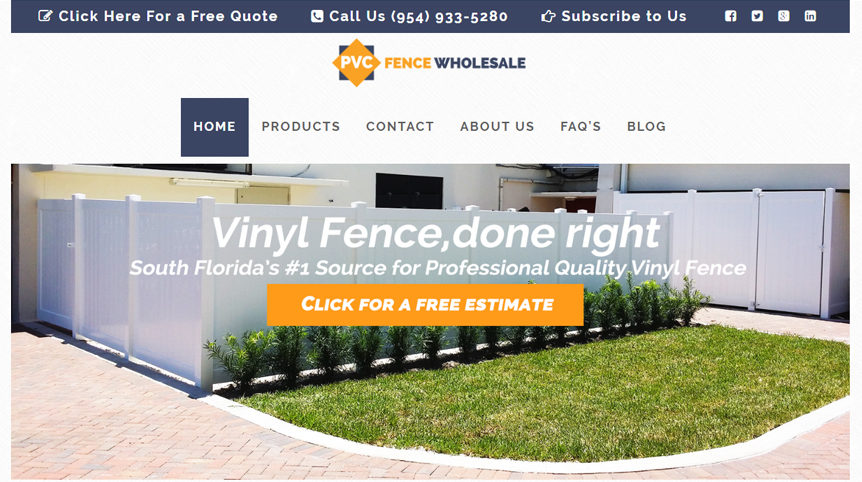 Click Here For a Free Quote Call Us (954) 933-5280 Subscribe to Us
PVC FENCE WHOLESALE
HOME PRODUCTS CONTACT ABOUT US FAQ'S BLOG
Vinyl Fence,done right
South Florida's #1 Source for Professional Quality Vinyl Fence
CLICK FOR A FREE ESTIMATE